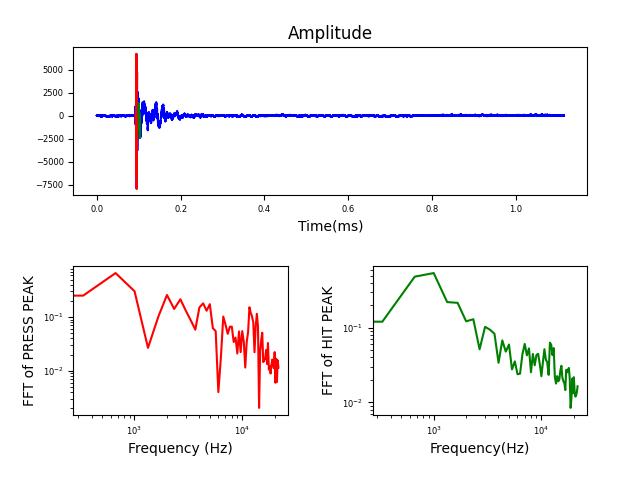 Amplitude
5000
2500
0
−2500
−5000
−7500
0.0 0.2 0.4 0.6 0.8 1.0
Time(ms)
FFT of PRESS PEAK
10⁻¹
10⁻²
10³ 10⁴
Frequency (Hz)
FFT of HIT PEAK
10⁻¹
10⁻²
10³ 10⁴
Frequency(Hz)